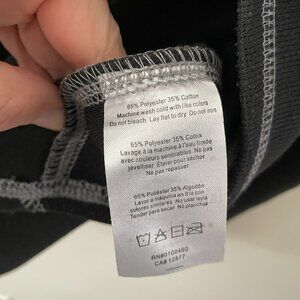 65% Polyester 35% Cotton
Machine wash cold with like colors
Do not bleach. Lay flat to dry. Do not iron.
65% Polyester 35% Coton
Lavage à la machine à l'eau froide
avec couleurs semblables. Ne pas
javelliser. Étaler pour sécher
Ne pas repasser
65% Poliéster 35% Algodón
Lavar a maquina en frio con
colores similares. No usar lejía
Tender para secar No planchar
RN#0100490
CA# 12877